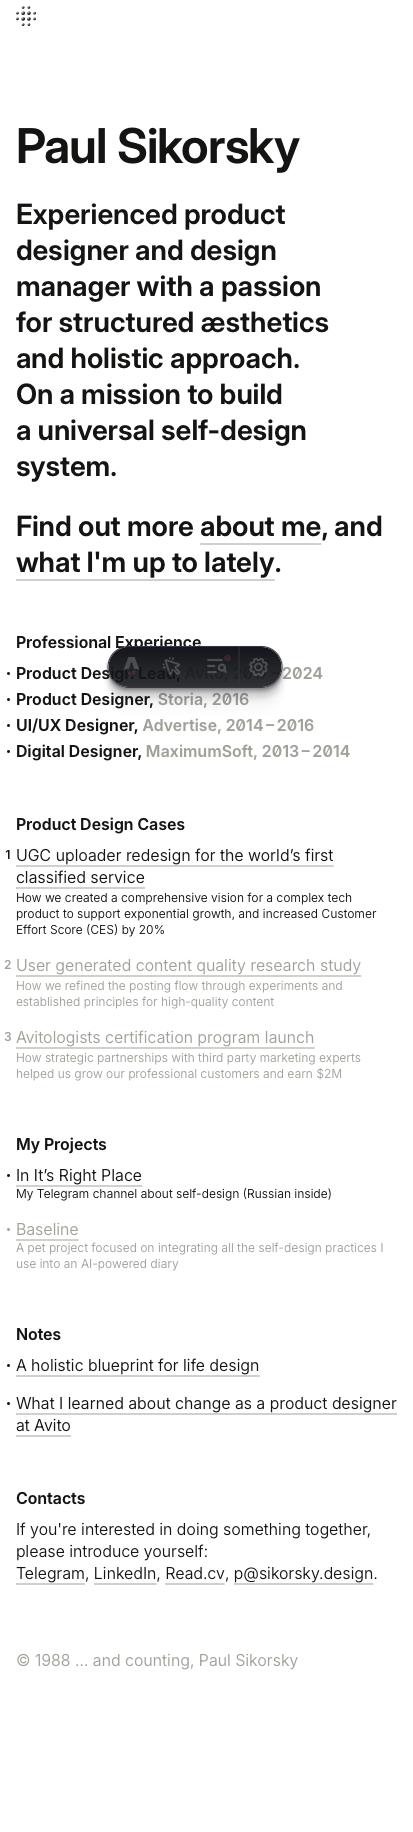 Paul Sikorsky
Experienced product
designer and design
manager with a passion
for structured æsthetics
and holistic approach.
On a mission to build
a universal self-design
system.
Find out more about me, and
what I'm up to lately.
Professional Experience
· Product Design Lead, 2024
· Product Designer, Storia, 2016
· UI/UX Designer, Advertise, 2014 – 2016
· Digital Designer, MaximumSoft, 2013 – 2014
Product Design Cases
1 UGC uploader redesign for the world’s first
classified service
How we created a comprehensive vision for a complex tech
product to support exponential growth, and increased Customer
Effort Score (CES) by 20%
2 User generated content quality research study
How we refined the posting flow through experiments and
established principles for high-quality content
3 Avitologists certification program launch
How strategic partnerships with third party marketing experts
helped us grow our professional customers and earn $2M
My Projects
· In It’s Right Place
My Telegram channel about self-design (Russian inside)
· Baseline
A pet project focused on integrating all the self-design practices I
use into an AI-powered diary
Notes
· A holistic blueprint for life design
· What I learned about change as a product designer
at Avito
Contacts
If you're interested in doing something together,
please introduce yourself:
Telegram, LinkedIn, Read.cv, p@sikorsky.design.
© 1988 ... and counting, Paul Sikorsky